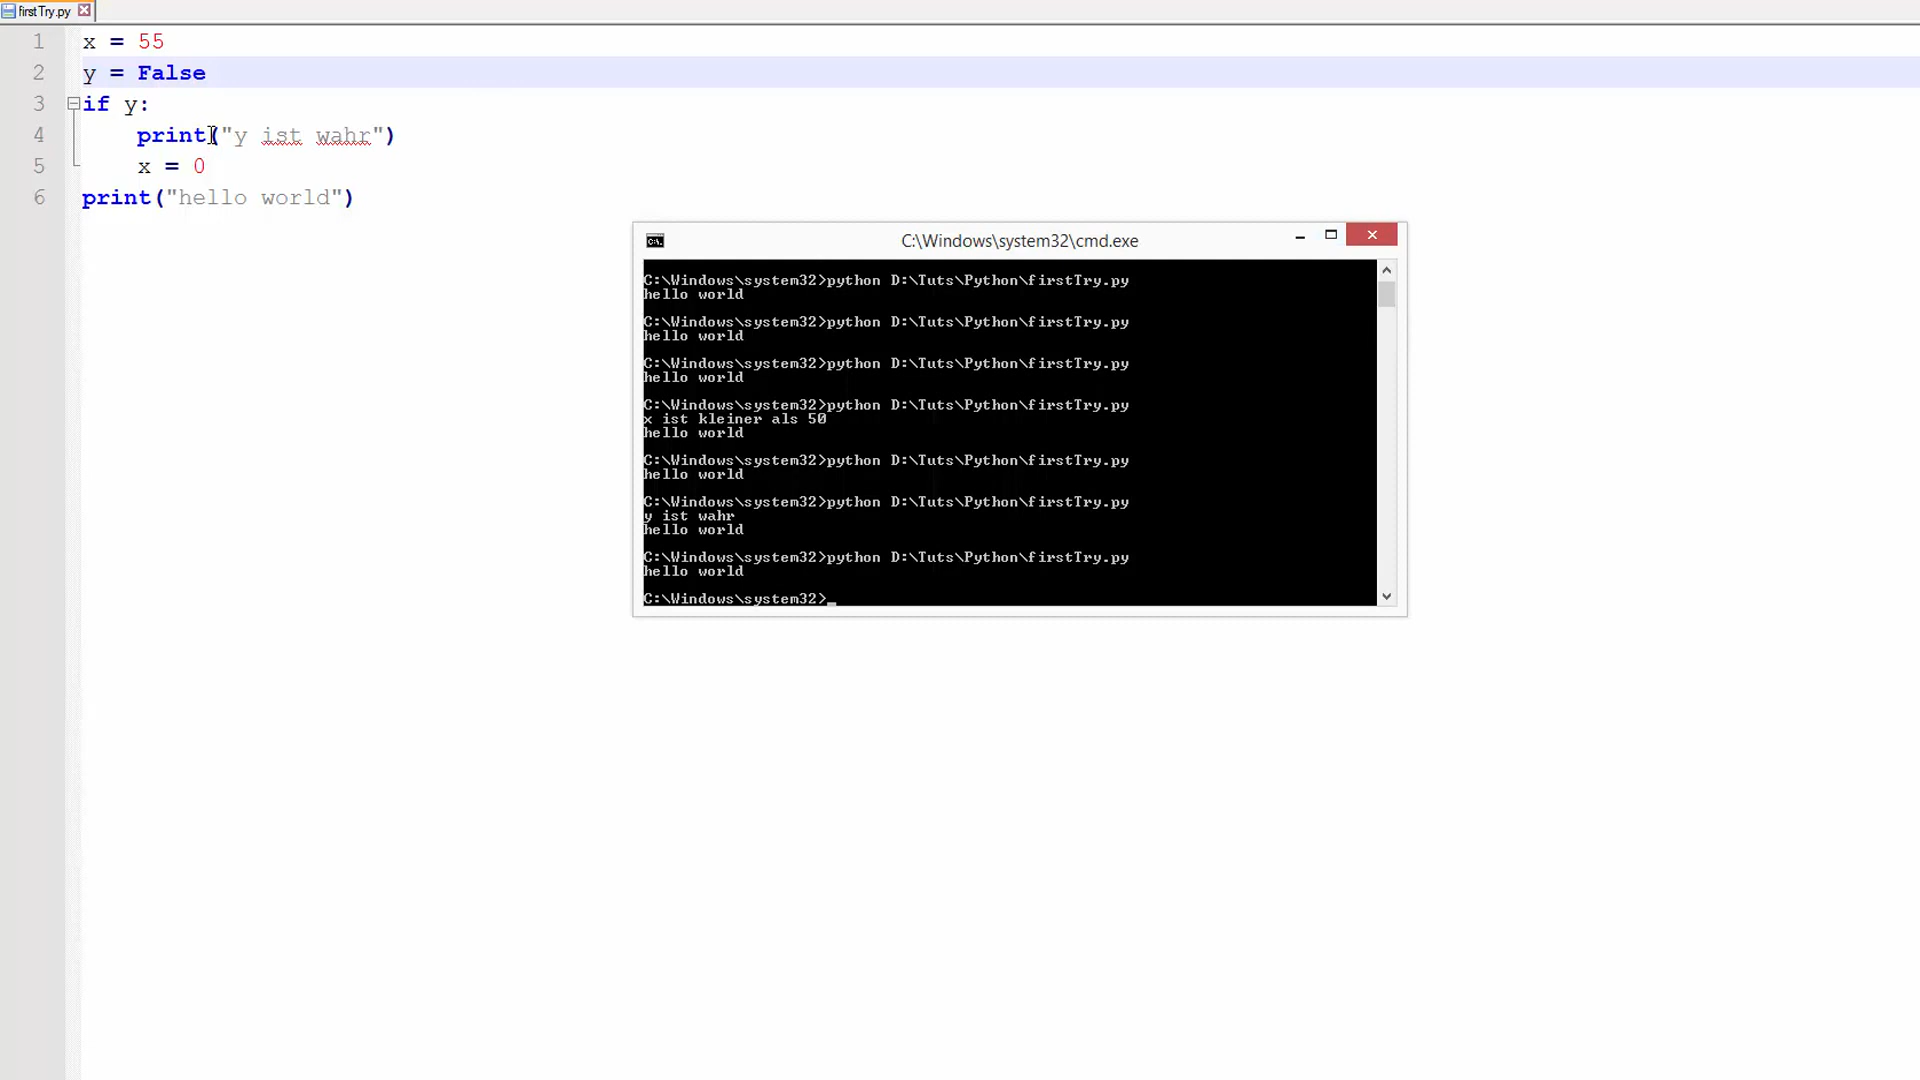 firstTry.py
1 x = 55
2 y = False
3 if y:
4 print("y ist wahr")
5 x = 0
6 print("hello world")
C:\Windows\system32\cmd.exe
C:\Windows\system32>python D:\Tuts\Python\firstTry.py
hello world
C:\Windows\system32>python D:\Tuts\Python\firstTry.py
hello world
C:\Windows\system32>python D:\Tuts\Python\firstTry.py
hello world
C:\Windows\system32>python D:\Tuts\Python\firstTry.py
x ist kleiner als 50
hello world
C:\Windows\system32>python D:\Tuts\Python\firstTry.py
hello world
C:\Windows\system32>python D:\Tuts\Python\firstTry.py
y ist wahr
hello world
C:\Windows\system32>python D:\Tuts\Python\firstTry.py
hello world
C:\Windows\system32>_